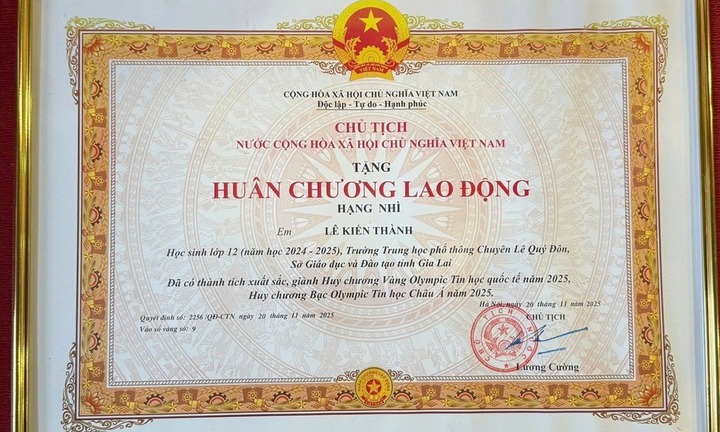 CỘNG HÒA XÃ HỘI CHỦ NGHĨA VIỆT NAM
Độc lập - Tự do - Hạnh phúc
CHỦ TỊCH
NƯỚC CỘNG HÒA XÃ HỘI CHỦ NGHĨA VIỆT NAM
TẶNG
HUÂN CHƯƠNG LAO ĐỘNG
HẠNG NHÌ
Em LÊ KIẾN THÀNH
Học sinh lớp 12 (năm học 2024 - 2025), Trường Trung học phổ thông Chuyên Lê Quý Đôn,
Sở Giáo dục và Đào tạo tỉnh Gia Lai
Đã có thành tích xuất sắc, giành Huy chương Vàng Olympic Tin học quốc tế năm 2025,
Huy chương Bạc Olympic Tin học Châu Á năm 2025.
Hà Nội, ngày 20 tháng 11 năm 2025
Quyết định số: 2256 /QĐ-CTN ngày 20 tháng 11 năm 2025
CHỦ TỊCH
Vào sổ vàng số: 9
Lương Cường